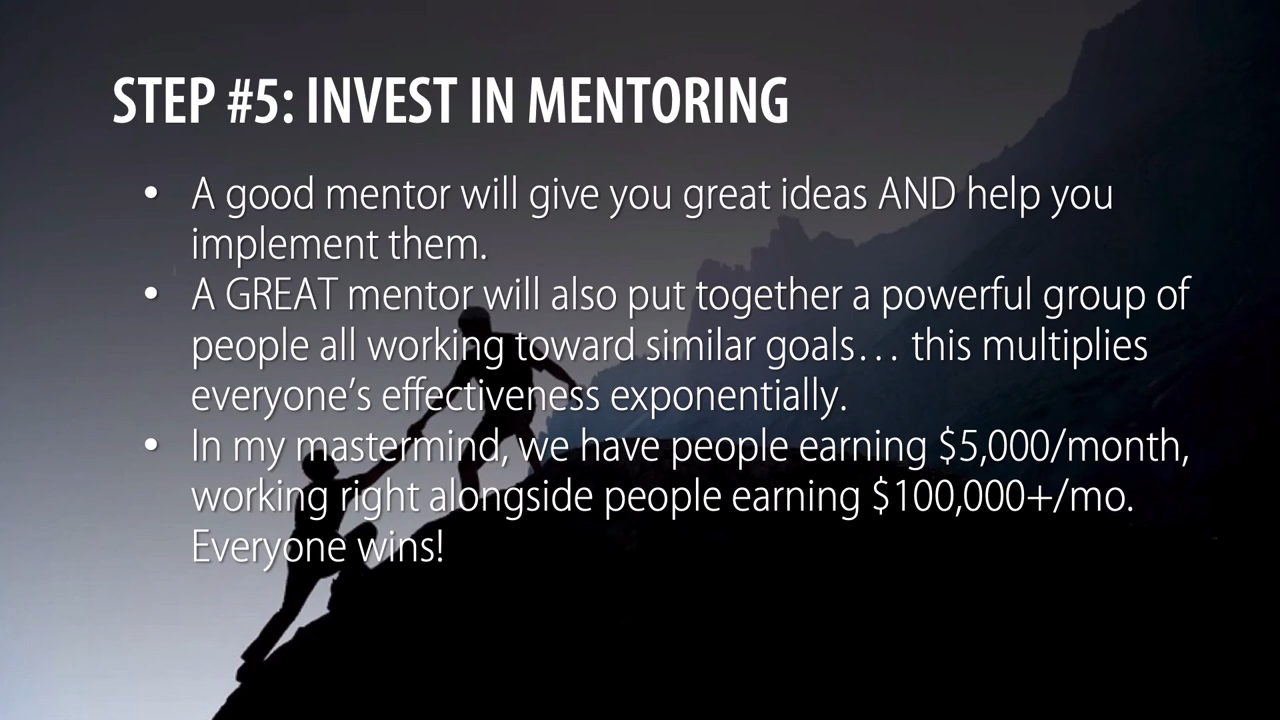 STEP #5: INVEST IN MENTORING
• A good mentor will give you great ideas AND help you
implement them.
• A GREAT mentor will also put together a powerful group of
people all working toward similar goals… this multiplies
everyone’s effectiveness exponentially.
• In my mastermind, we have people earning $5,000/month,
working right alongside people earning $100,000+/mo.
Everyone wins!